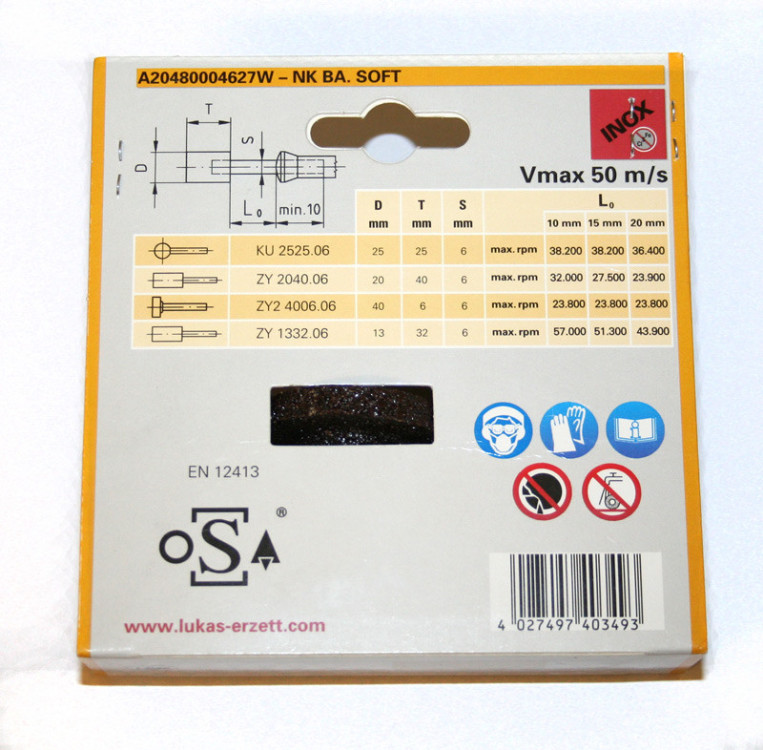 A20480004627W – NK BA. SOFT
T
S
D
L₀
min.10
INOX
Cl Fe
Vmax 50 m/s
D mm T mm S mm L₀
10 mm 15 mm 20 mm
KU 2525.06 25 25 6 max. rpm 38.200 38.200 36.400
ZY 2040.06 20 40 6 max. rpm 32.000 27.500 23.900
ZY2 4006.06 40 6 6 max. rpm 23.800 23.800 23.800
ZY 1332.06 13 32 6 max. rpm 57.000 51.300 43.900
EN 12413
oSa ®
www.lukas-erzett.com
4 027497 403493